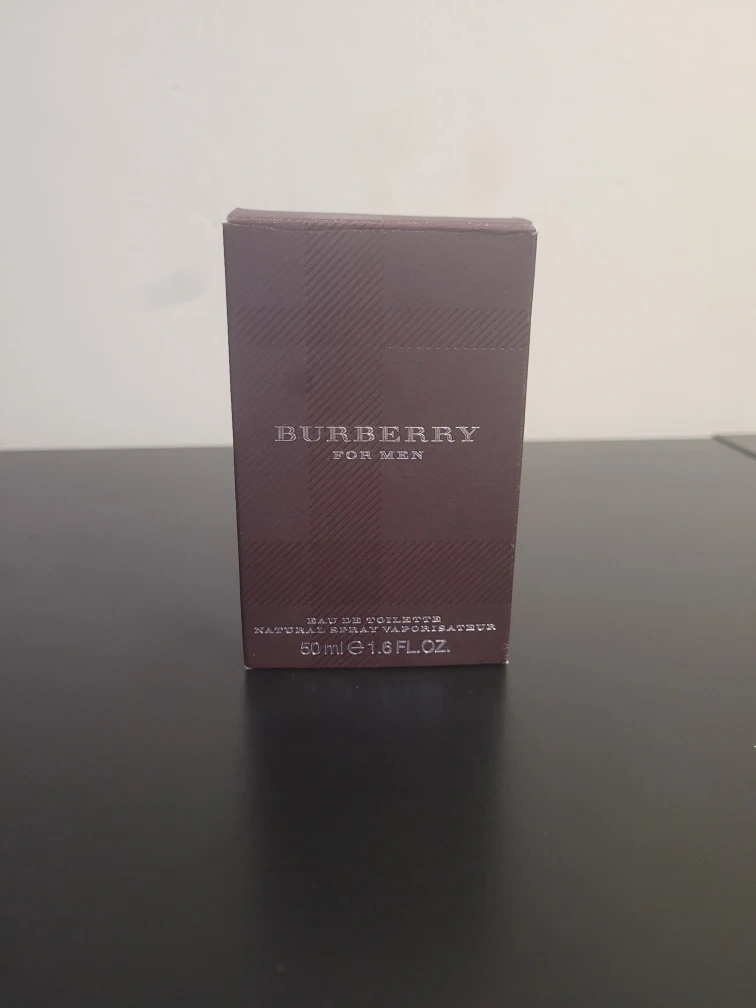 BURBERRY
FOR MEN
EAU DE TOILETTE
NATURAL SPRAY VAPORISATEUR
50 ml ℮ 1.6 FL.OZ.